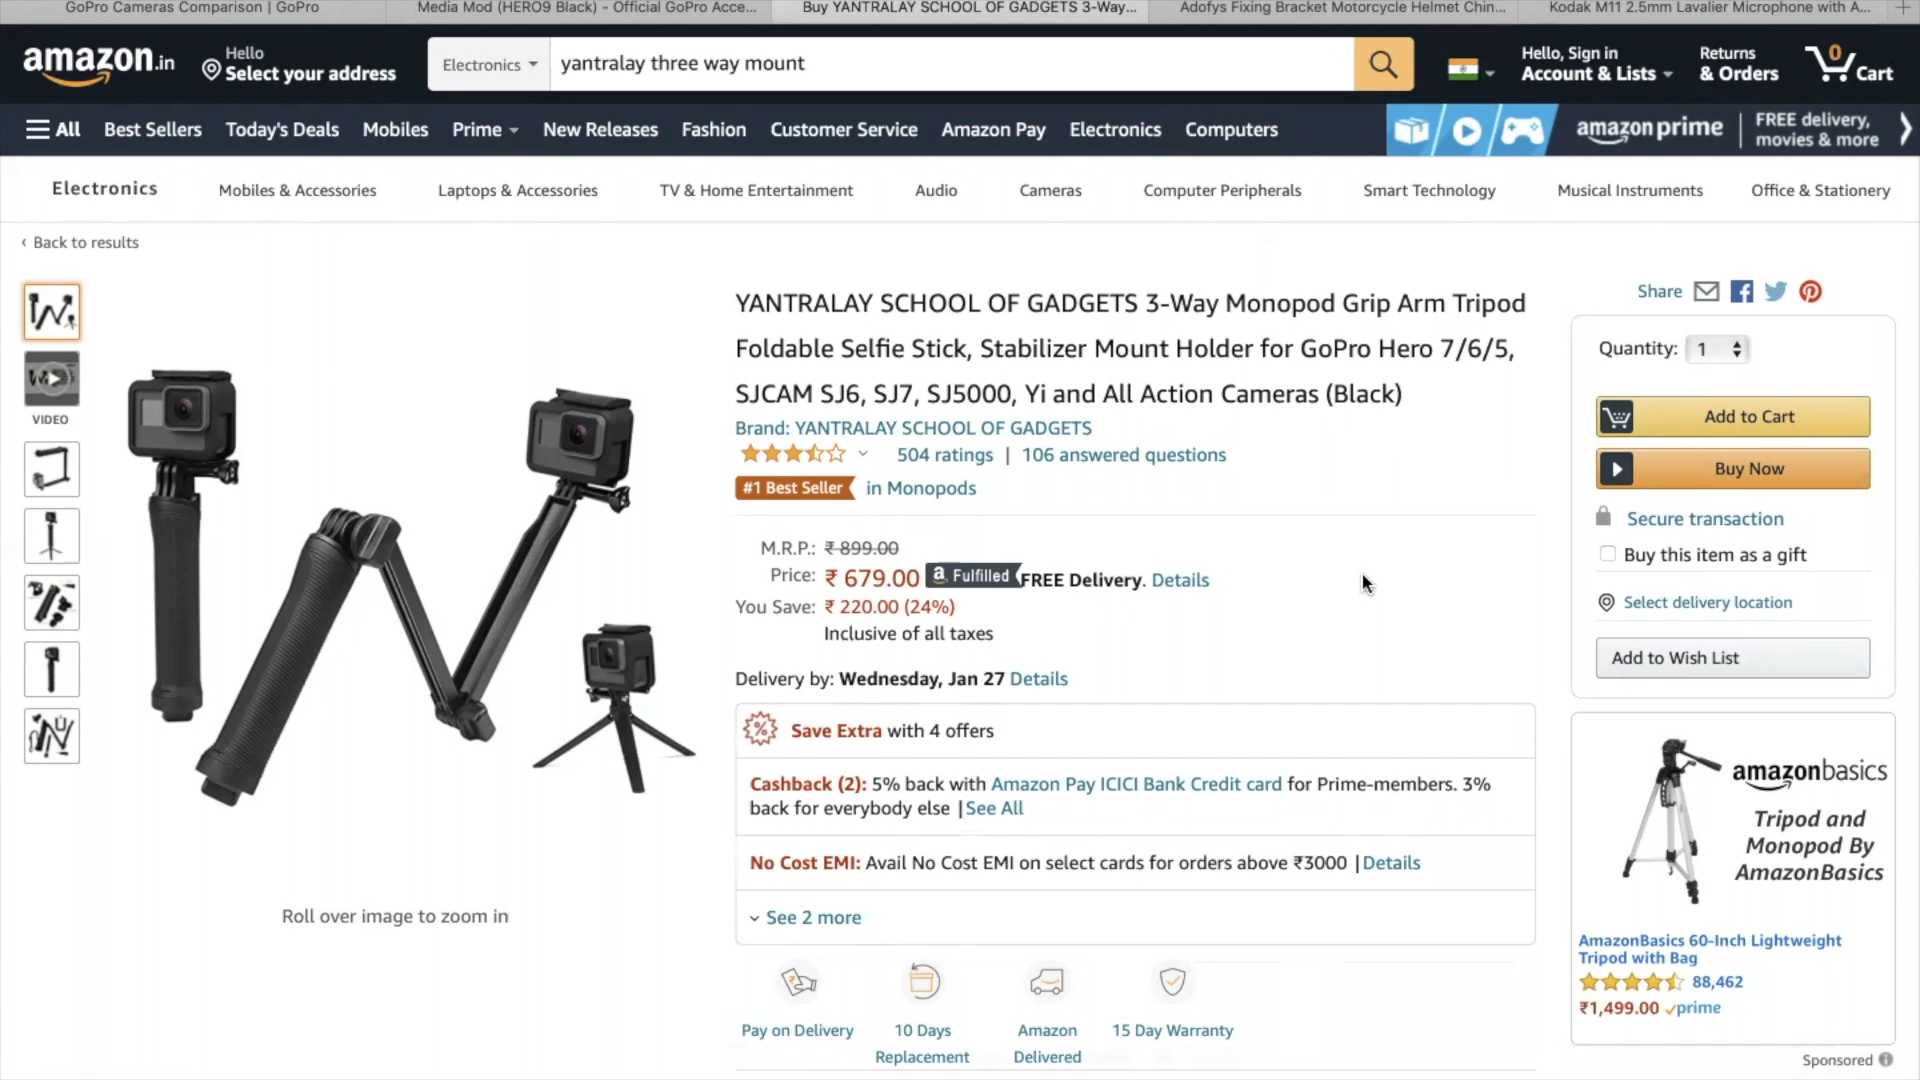 GoPro Cameras Comparison | GoPro
Media Mod (HERO9 Black) - Official GoPro Acce...
Buy YANTRALAY SCHOOL OF GADGETS 3-Way...
Adofys Fixing Bracket Motorcycle Helmet Chin...
Kodak M11 2.5mm Lavalier Microphone with A...
amazon.in
Hello
Select your address
Electronics
yantralay three way mount
Hello, Sign in
Account & Lists
Returns
& Orders
0
Cart
All
Best Sellers
Today's Deals
Mobiles
Prime
New Releases
Fashion
Customer Service
Amazon Pay
Electronics
Computers
amazon prime
FREE delivery,
movies & more
Electronics
Mobiles & Accessories
Laptops & Accessories
TV & Home Entertainment
Audio
Cameras
Computer Peripherals
Smart Technology
Musical Instruments
Office & Stationery
‹ Back to results
VIDEO
Roll over image to zoom in
YANTRALAY SCHOOL OF GADGETS 3-Way Monopod Grip Arm Tripod
Foldable Selfie Stick, Stabilizer Mount Holder for GoPro Hero 7/6/5,
SJCAM SJ6, SJ7, SJ5000, Yi and All Action Cameras (Black)
Brand: YANTRALAY SCHOOL OF GADGETS
504 ratings | 106 answered questions
#1 Best Seller in Monopods
M.R.P.: ₹ 899.00
Price: ₹ 679.00 a Fulfilled FREE Delivery. Details
You Save: ₹ 220.00 (24%)
Inclusive of all taxes
Delivery by: Wednesday, Jan 27 Details
Save Extra with 4 offers
Cashback (2): 5% back with Amazon Pay ICICI Bank Credit card for Prime-members. 3%
back for everybody else | See All
No Cost EMI: Avail No Cost EMI on select cards for orders above ₹3000 | Details
See 2 more
Pay on Delivery
10 Days
Replacement
Amazon
Delivered
15 Day Warranty
Share
Quantity: 1
Add to Cart
Buy Now
Secure transaction
Buy this item as a gift
Select delivery location
Add to Wish List
amazonbasics
Tripod and
Monopod By
AmazonBasics
AmazonBasics 60-Inch Lightweight
Tripod with Bag
88,462
₹1,499.00 prime
Sponsored